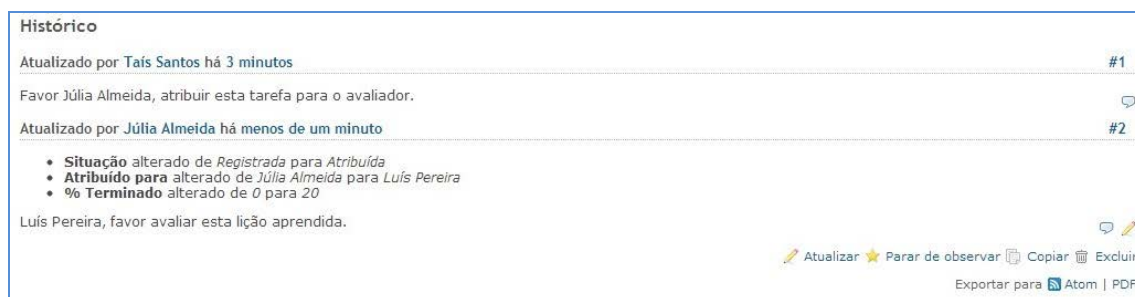 Histórico
Atualizado por Taís Santos há 3 minutos #1
Favor Júlia Almeida, atribuir esta tarefa para o avaliador.
Atualizado por Júlia Almeida há menos de um minuto #2
• Situação alterado de Registrada para Atribuída
• Atribuído para alterado de Júlia Almeida para Luís Pereira
• % Terminado alterado de 0 para 20
Luís Pereira, favor avaliar esta lição aprendida.
Atualizar Parar de observar Copiar Excluir
Exportar para Atom | PDF